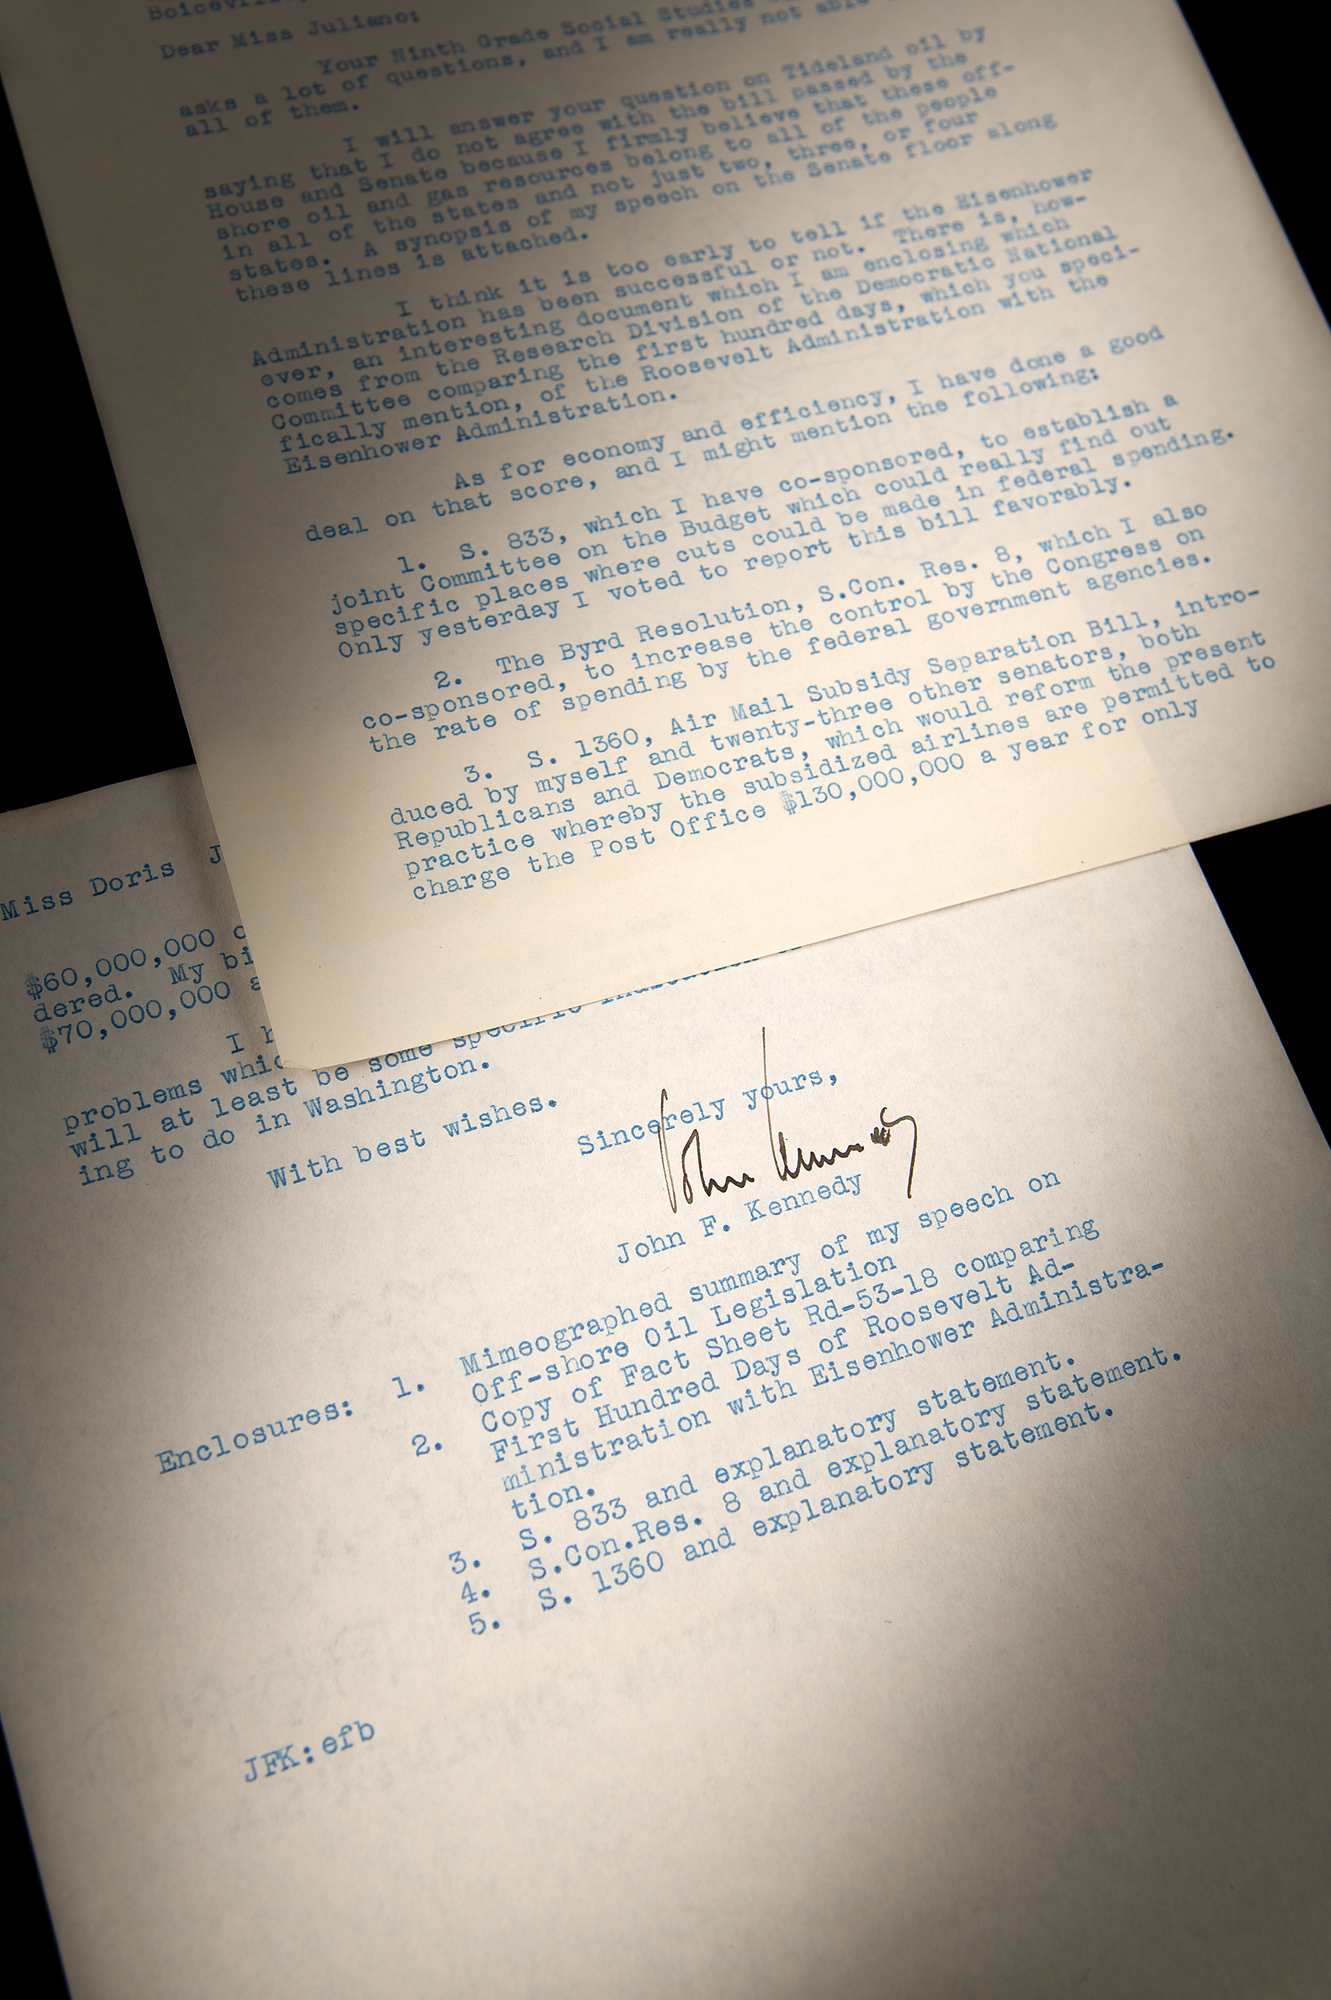 Boiceville,
Dear Miss Juliano:
Your Ninth Grade Social Studies
asks a lot of questions, and I am really not able
all of them.
I will answer your question on Tideland oil by
saying that I do not agree with the bill passed by the
House and Senate because I firmly believe that these off-
shore oil and gas resources belong to all of the people
in all of the states and not just two, three, or four
states. A synopsis of my speech on the Senate floor along
these lines is attached.
I think it is too early to tell if the Eisenhower
Administration has been successful or not. There is, how-
ever, an interesting document which I am enclosing which
comes from the Research Division of the Democratic National
Committee comparing the first hundred days, which you speci-
fically mention, of the Roosevelt Administration with the
Eisenhower Administration.
As for economy and efficiency, I have done a good
deal on that score, and I might mention the following:
1. S. 833, which I have co-sponsored, to establish a
joint Committee on the Budget which could really find out
specific places where cuts could be made in federal spending.
Only yesterday I voted to report this bill favorably.
2. The Byrd Resolution, S.Con. Res. 8, which I also
co-sponsored, to increase the control by the Congress on
the rate of spending by the federal government agencies.
3. S. 1360, Air Mail Subsidy Separation Bill, intro-
duced by myself and twenty-three other senators, both
Republicans and Democrats, which would reform the present
practice whereby the subsidized airlines are permitted to
charge the Post Office $130,000,000 a year for only
Miss Doris J
$60,000,000
dered. My bi
$70,000,000 a
I h
problems whic
will at least be some specific indication
ing to do in Washington.
With best wishes.
Sincerely yours,
John Kennedy
John F. Kennedy
Enclosures: 1. Mimeographed summary of my speech on
Off-shore Oil Legislation
2. Copy of Fact Sheet Rd-53-18 comparing
First Hundred Days of Roosevelt Ad-
ministration with Eisenhower Administra-
tion.
3. S. 833 and explanatory statement.
4. S.Con.Res. 8 and explanatory statement.
5. S. 1360 and explanatory statement.
JFK:efb